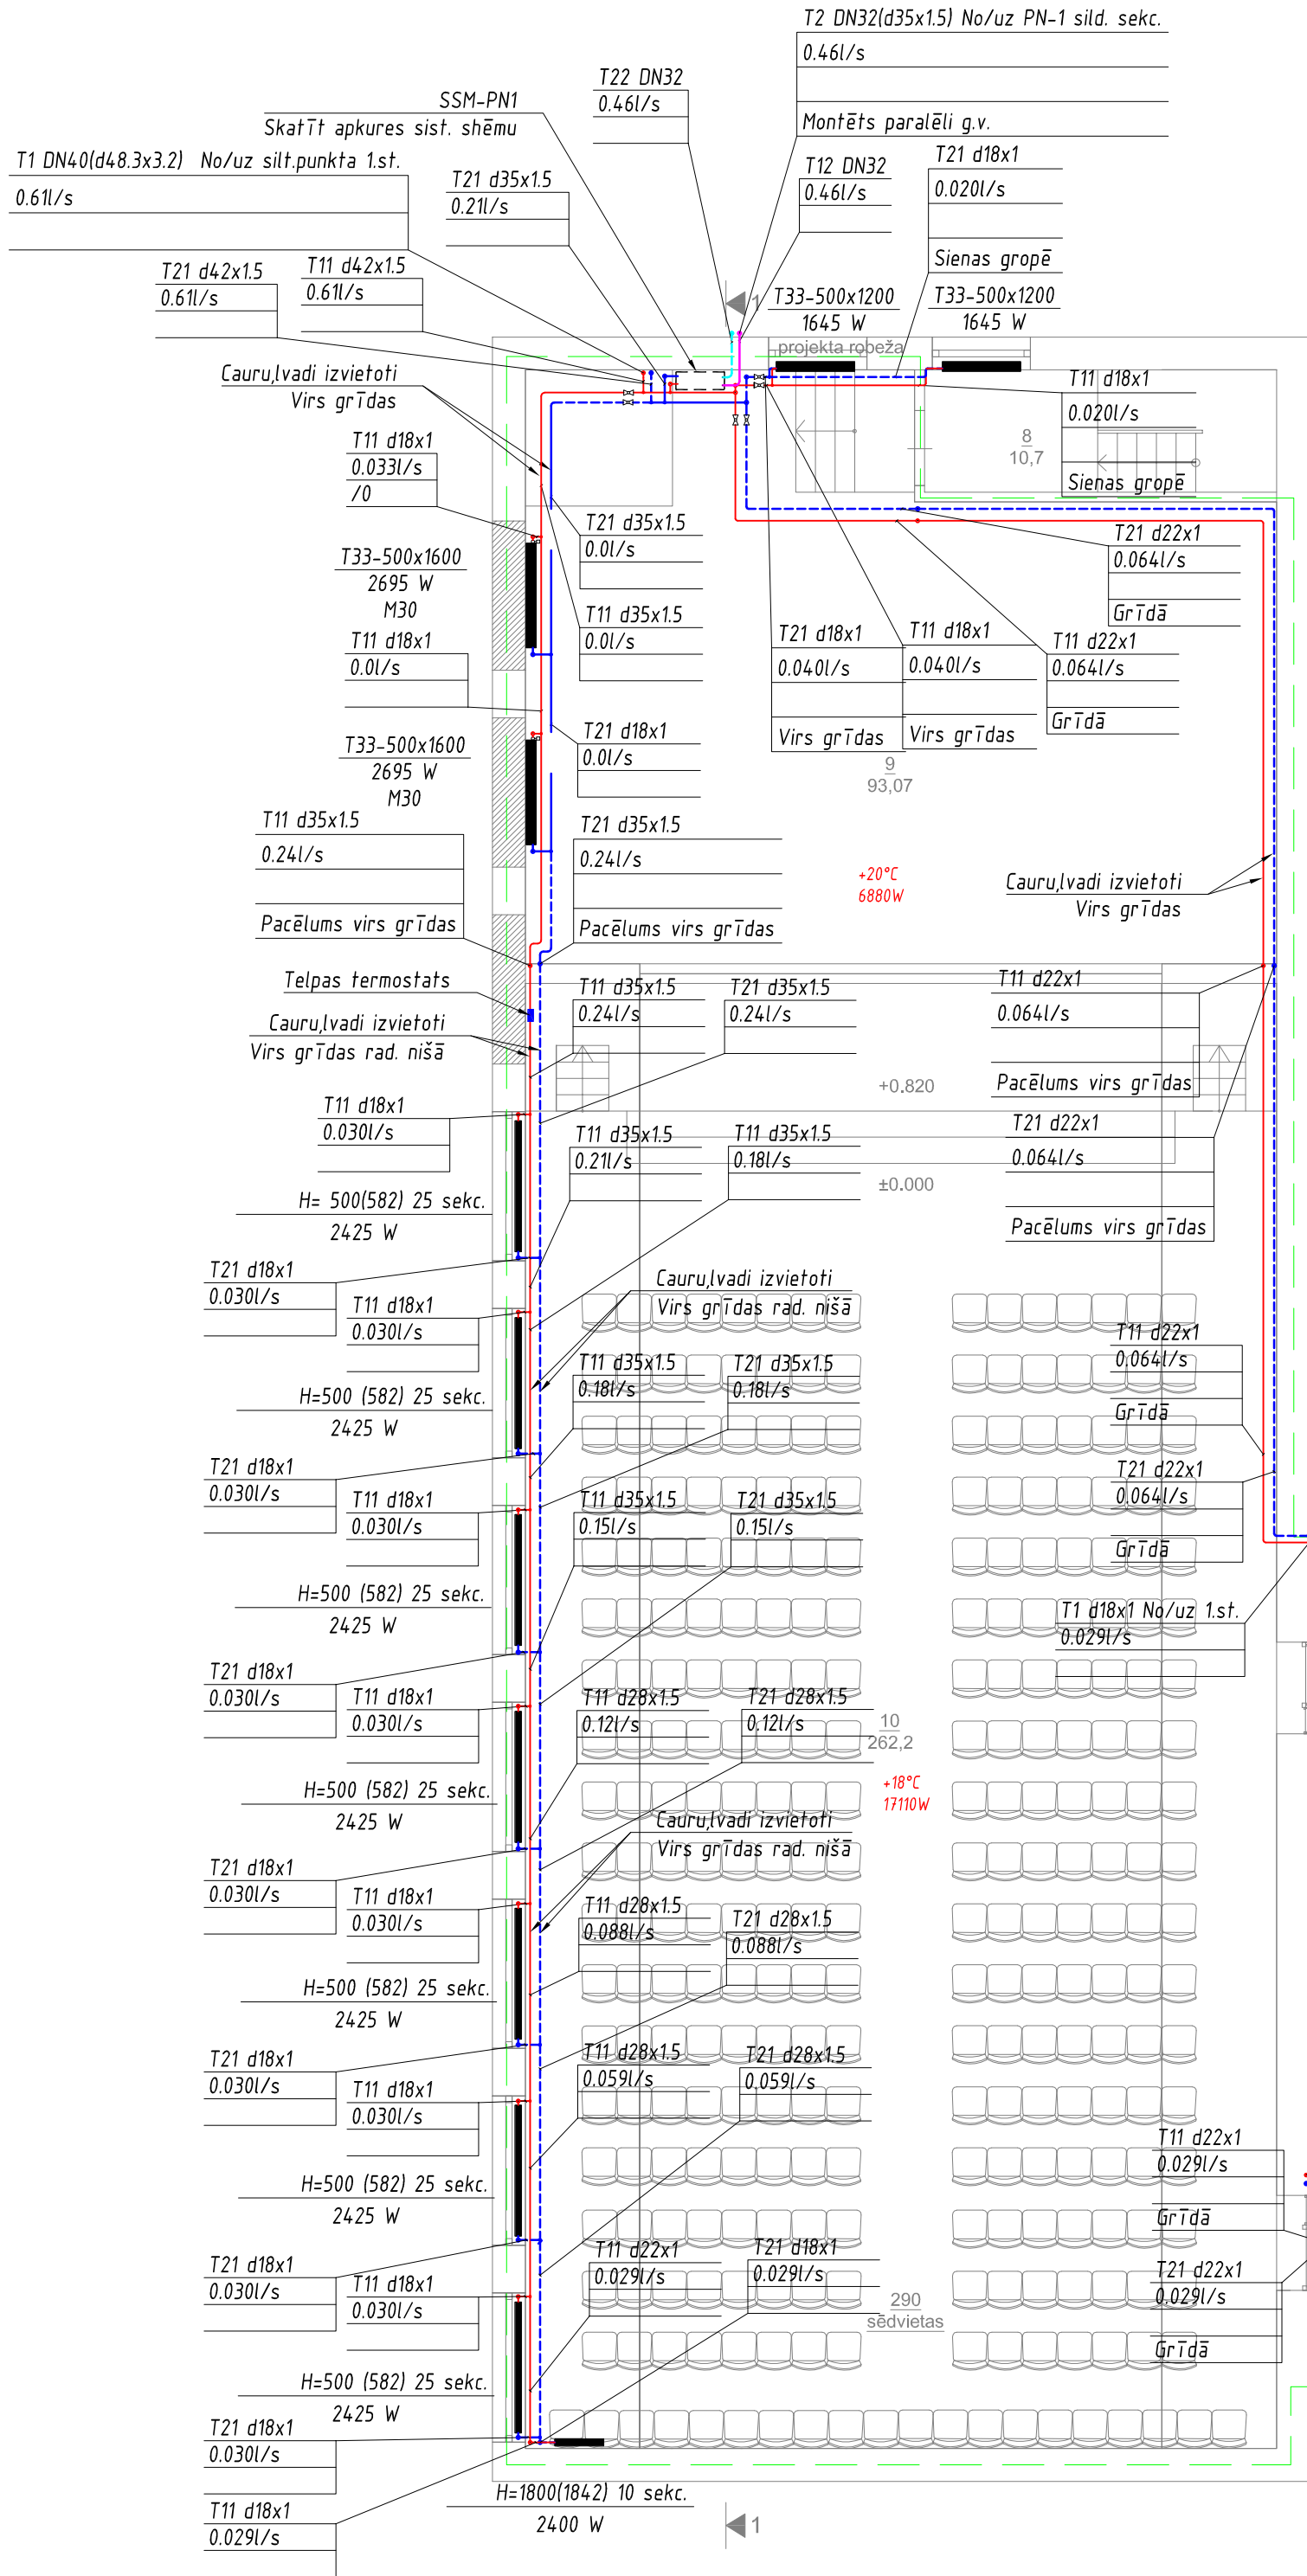 T2 DN32(d35x1.5) No/uz PN-1 sild. sekc.
0.46l/s
Montēts paralēli g.v.
T22 DN32
0.46l/s
SSM-PN1
Skatīt apkures sist. shēmu
T1 DN40(d48.3x3.2) No/uz silt.punkta 1.st.
0.61l/s
T21 d35x1.5
0.21l/s
T12 DN32
0.46l/s
T21 d18x1
0.020l/s
Sienas gropē
T21 d42x1.5
0.61l/s
T11 d42x1.5
0.61l/s
1
T33-500x1200
1645 W
T33-500x1200
1645 W
projekta robeža
Cauru,lvadi izvietoti
Virs grīdas
T11 d18x1
0.020l/s
Sienas gropē
8
10,7
T11 d18x1
0.033l/s
/0
T21 d35x1.5
0.0l/s
T21 d22x1
0.064l/s
Grīdā
T33-500x1600
2695 W
M30
T11 d35x1.5
0.0l/s
T11 d18x1
0.0l/s
T21 d18x1
0.040l/s
Virs grīdas
T11 d18x1
0.040l/s
Virs grīdas
T11 d22x1
0.064l/s
Grīdā
T21 d18x1
0.0l/s
T33-500x1600
2695 W
M30
9
93,07
T11 d35x1.5
0.24l/s
Pacēlums virs grīdas
T21 d35x1.5
0.24l/s
Pacēlums virs grīdas
+20°C
6880W
Cauru,lvadi izvietoti
Virs grīdas
Telpas termostats
Cauru,lvadi izvietoti
Virs grīdas rad. nišā
T11 d35x1.5
0.24l/s
T21 d35x1.5
0.24l/s
T11 d22x1
0.064l/s
Pacēlums virs grīdas
+0.820
T11 d18x1
0.030l/s
T11 d35x1.5
0.21l/s
T11 d35x1.5
0.18l/s
T21 d22x1
0.064l/s
Pacēlums virs grīdas
±0.000
H= 500(582) 25 sekc.
2425 W
T21 d18x1
0.030l/s
T11 d18x1
0.030l/s
Cauru,lvadi izvietoti
Virs grīdas rad. nišā
T11 d22x1
0.064l/s
Grīdā
T11 d35x1.5
0.18l/s
T21 d35x1.5
0.18l/s
H=500 (582) 25 sekc.
2425 W
T21 d18x1
0.030l/s
T11 d18x1
0.030l/s
T21 d22x1
0.064l/s
Grīdā
T11 d35x1.5
0.15l/s
T21 d35x1.5
0.15l/s
H=500 (582) 25 sekc.
2425 W
T1 d18x1 No/uz 1.st.
0.029l/s
T21 d18x1
0.030l/s
T11 d18x1
0.030l/s
T11 d28x1.5
0.12l/s
T21 d28x1.5
0.12l/s
10
262,2
+18°C
17110W
H=500 (582) 25 sekc.
2425 W
Cauru,lvadi izvietoti
Virs grīdas rad. nišā
T21 d18x1
0.030l/s
T11 d18x1
0.030l/s
T11 d28x1.5
0.088l/s
T21 d28x1.5
0.088l/s
H=500 (582) 25 sekc.
2425 W
T21 d18x1
0.030l/s
T11 d18x1
0.030l/s
T11 d28x1.5
0.059l/s
T21 d28x1.5
0.059l/s
T11 d22x1
0.029l/s
Grīdā
H=500 (582) 25 sekc.
2425 W
T21 d18x1
0.030l/s
T11 d18x1
0.030l/s
T11 d22x1
0.029l/s
T21 d18x1
0.029l/s
T21 d22x1
0.029l/s
Grīdā
290
sēdvietas
H=500 (582) 25 sekc.
2425 W
T21 d18x1
0.030l/s
T11 d18x1
0.029l/s
H=1800(1842) 10 sekc.
2400 W
1